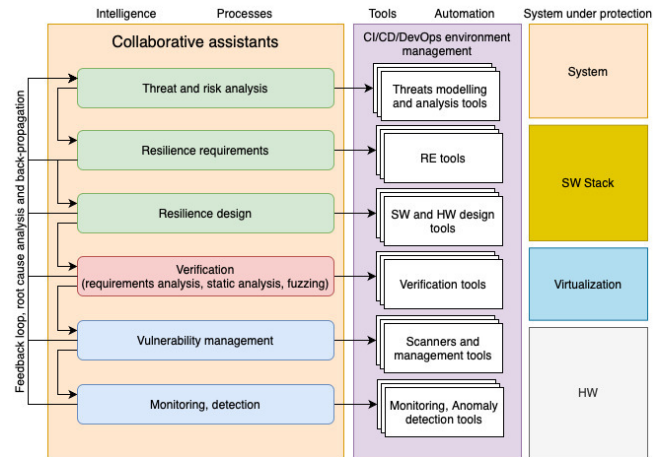 Intelligence Processes Tools Automation System under protection
Collaborative assistants
CI/CD/DevOps environment
management
System
Threat and risk analysis
Threats modelling
and analysis tools
Resilience requirements
RE tools
SW Stack
Resilience design
SW and HW design
tools
Verification
(requirements analysis, static analysis, fuzzing)
Verification tools
Virtualization
Vulnerability management
Scanners and
management tools
HW
Monitoring, detection
Monitoring, Anomaly
detection tools
Feedback loop, root cause analysis and back-propagation